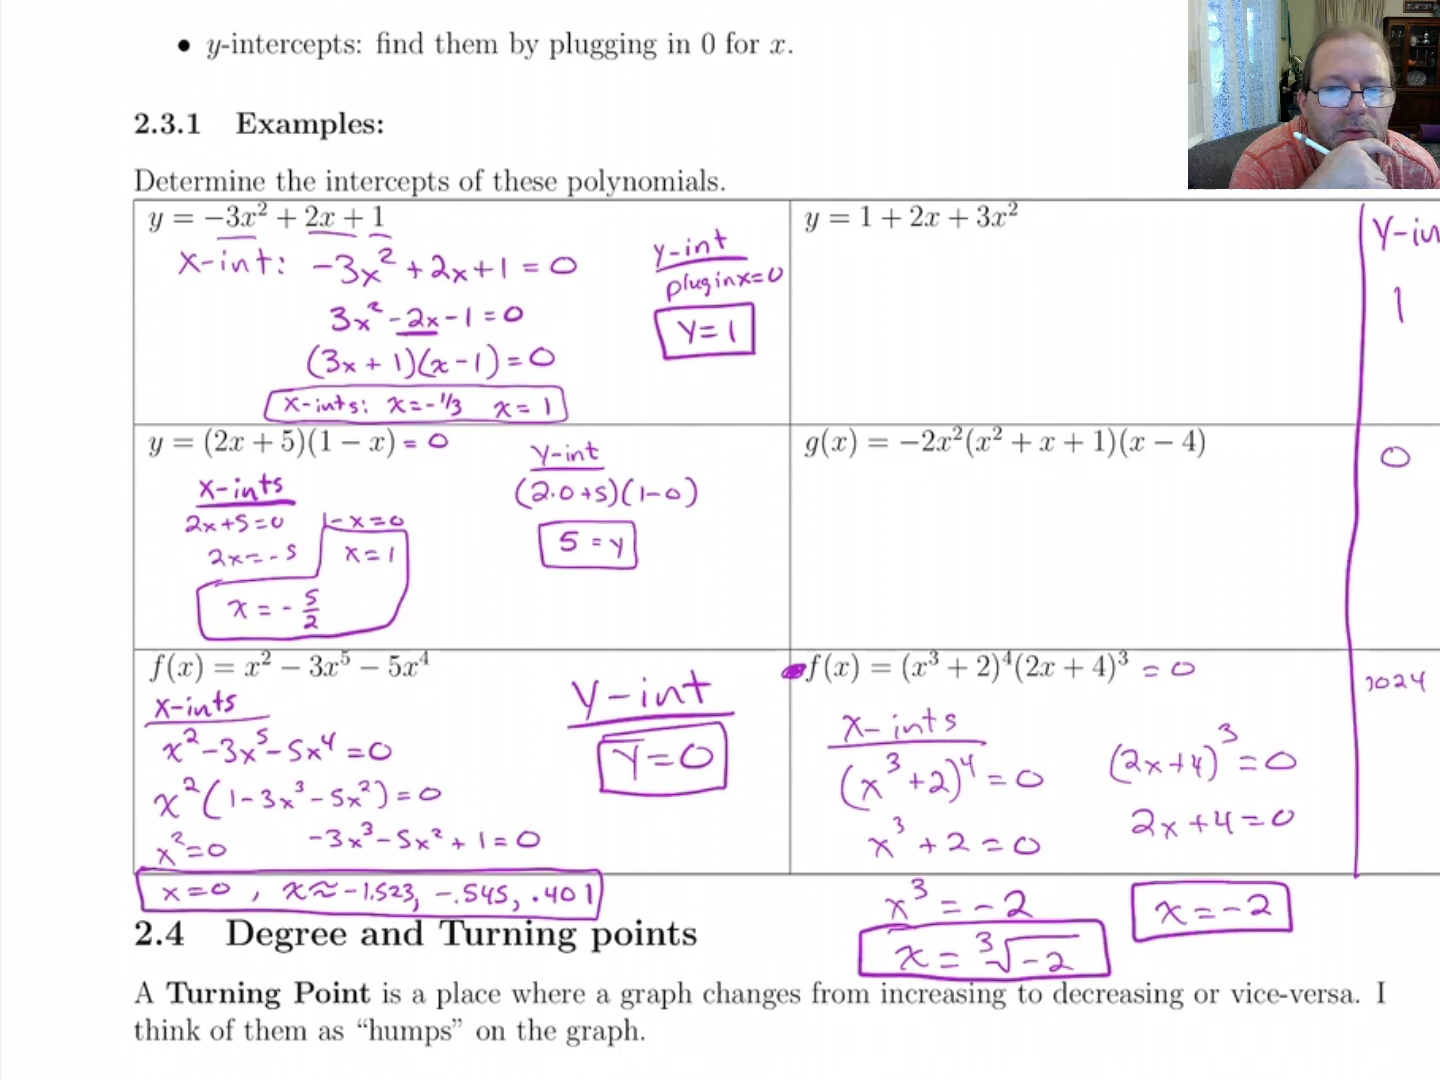 • y-intercepts: find them by plugging in 0 for x.
2.3.1 Examples:
Determine the intercepts of these polynomials.
y = −3x² + 2x + 1
x-int: −3x² + 2x + 1 = 0
3x² − 2x − 1 = 0
(3x + 1)(x − 1) = 0
x-ints: x = −1/3 x = 1
y-int
plug in x = 0
y = 1
y = 1 + 2x + 3x²
y-in
1
y = (2x + 5)(1 − x) = 0
x-ints
2x + 5 = 0 1 − x = 0
2x = −5 x = 1
x = −5/2
y-int
(2·0 + 5)(1 − 0)
5 = y
g(x) = −2x²(x² + x + 1)(x − 4)
0
f(x) = x² − 3x⁵ − 5x⁴
x-ints
x² − 3x⁵ − 5x⁴ = 0
x²(1 − 3x³ − 5x²) = 0
x² = 0 −3x³ − 5x² + 1 = 0
x = 0 , x ≈ −1.523, −.545, .401
y-int
y = 0
f(x) = (x³ + 2)⁴(2x + 4)³ = 0
1024
x-ints
(x³ + 2)⁴ = 0 (2x + 4)³ = 0
x³ + 2 = 0 2x + 4 = 0
x³ = −2 x = −2
x = ³√−2
2.4 Degree and Turning points
A Turning Point is a place where a graph changes from increasing to decreasing or vice-versa. I
think of them as “humps” on the graph.